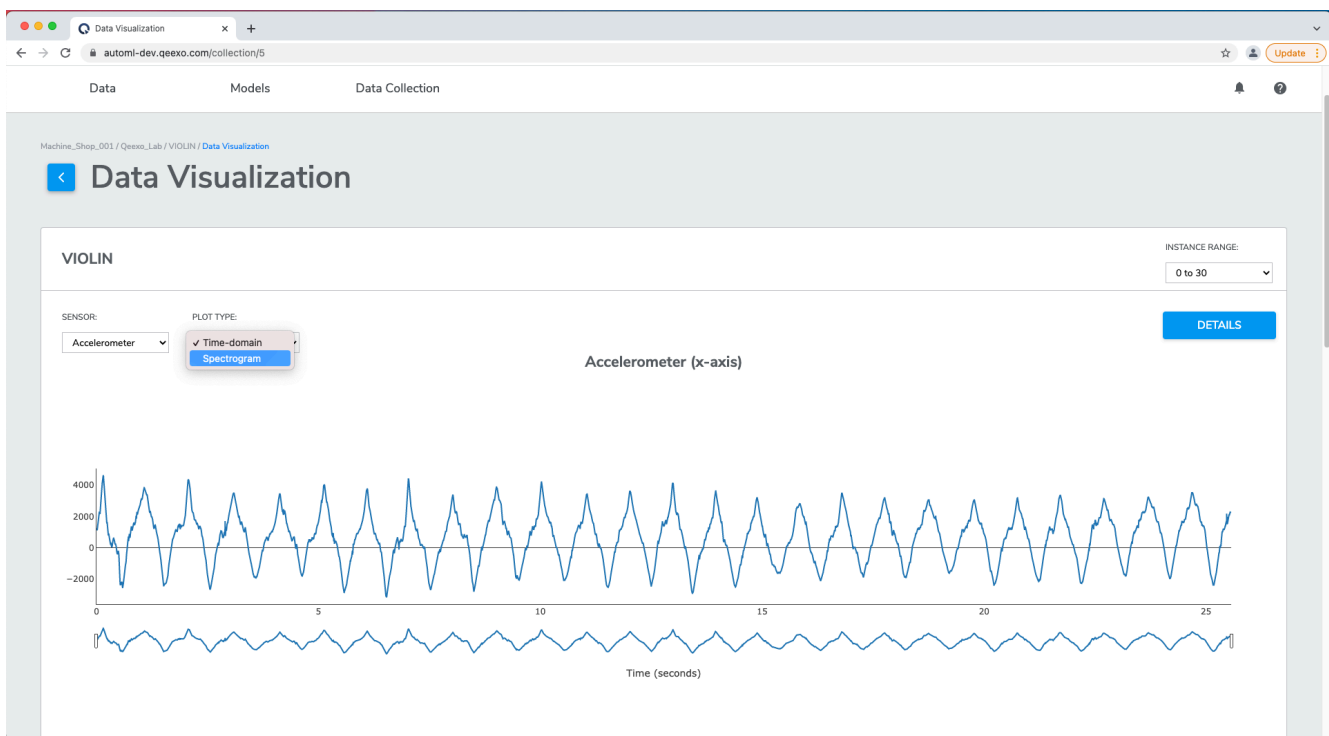 Data Visualization
automl-dev.qeexo.com/collection/5
Update
Data Models Data Collection
Machine_Shop_001 / Qeexo_Lab / VIOLIN / Data Visualization
Data Visualization
VIOLIN
INSTANCE RANGE:
0 to 30
SENSOR: PLOT TYPE:
Accelerometer
✓ Time-domain
Spectrogram
DETAILS
Accelerometer (x-axis)
4000
2000
0
−2000
0 5 10 15 20 25
Time (seconds)